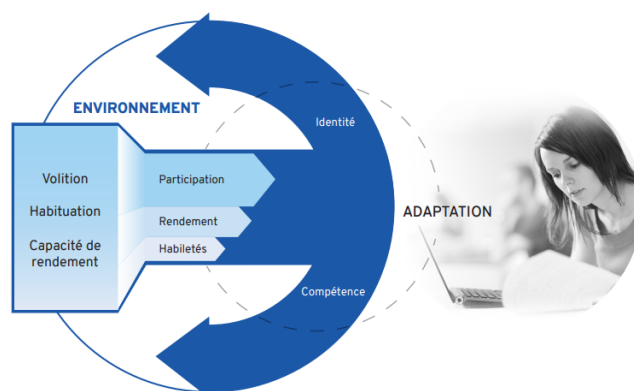 ENVIRONNEMENT
Identité
Volition
Participation
Habituation
Rendement
ADAPTATION
Capacité de
rendement
Habiletés
Compétence